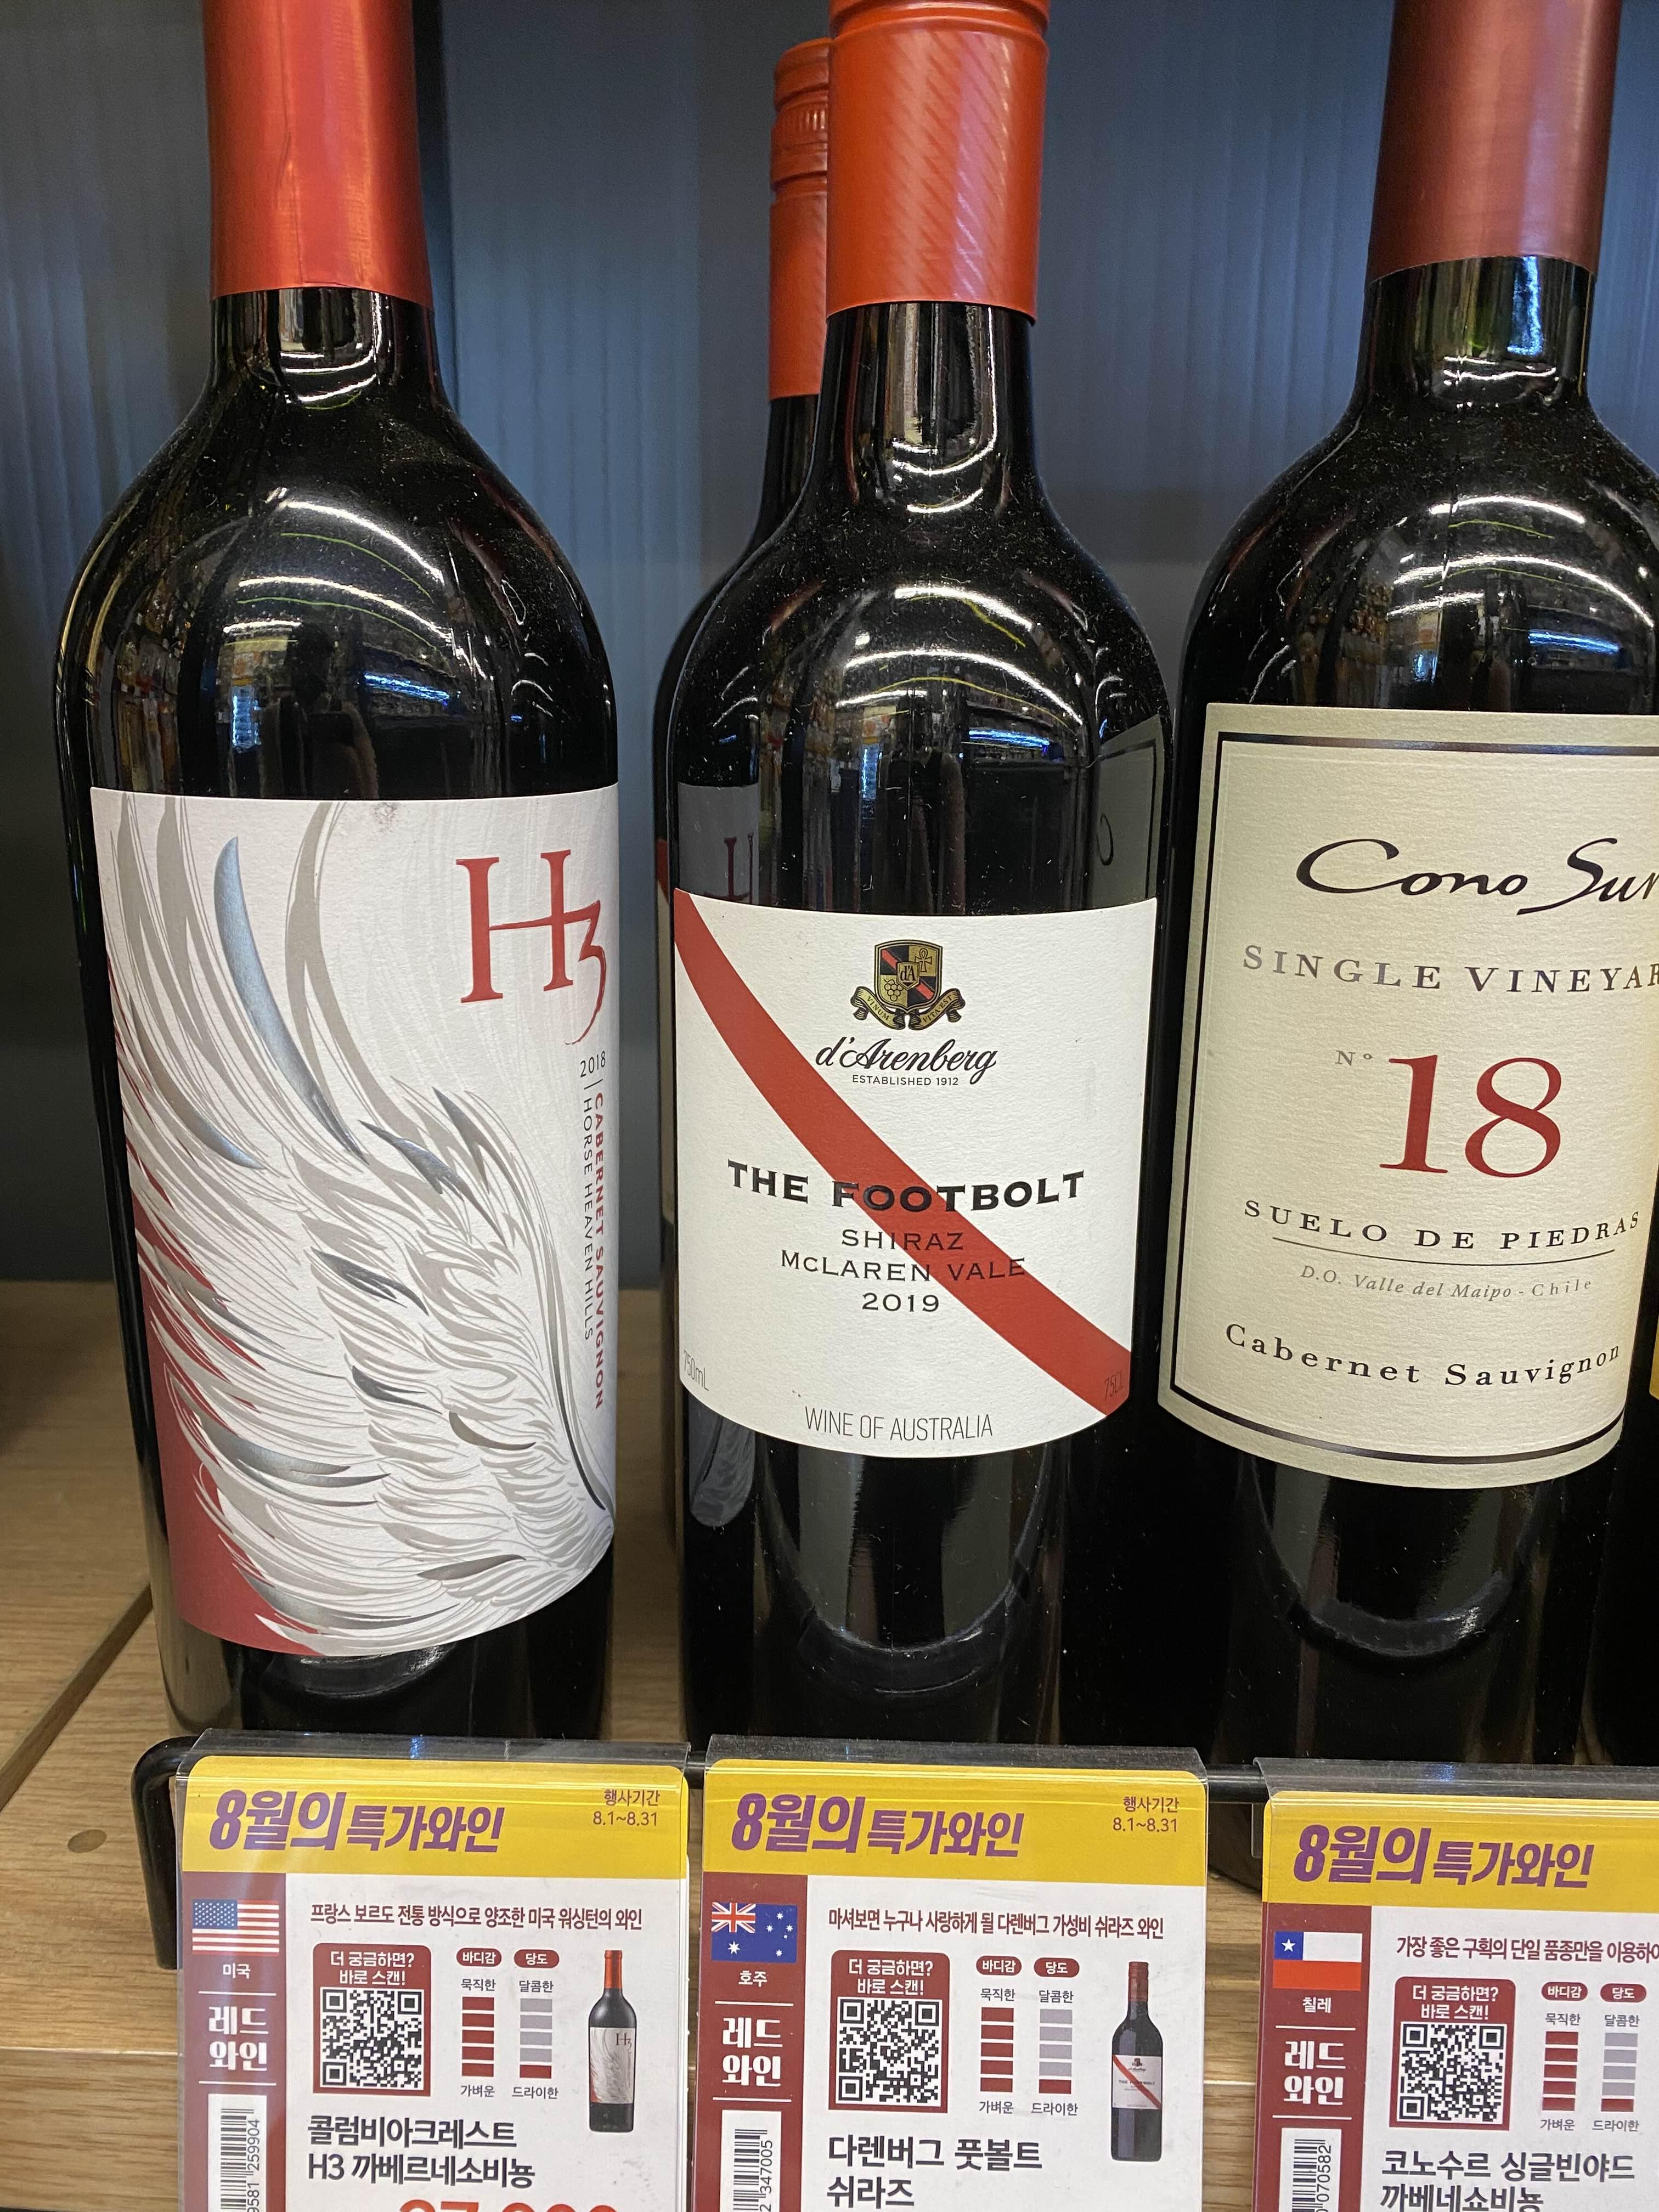 H3
2018 | HORSE HEAVEN HILLS
CABERNET SAUVIGNON
d'A
VINUM VITA EST
d'Arenberg
ESTABLISHED 1912
THE FOOTBOLT
SHIRAZ
McLAREN VALE
2019
750mL
75CL
WINE OF AUSTRALIA
Cono Sur
SINGLE VINEYAR
N° 18
SUELO DE PIEDRAS
D.O. Valle del Maipo - Chile
Cabernet Sauvignon
8월의 특가와인
행사기간
8.1~8.31
미국
레드
와인
프랑스 보르도 전통 방식으로 양조한 미국 워싱턴의 와인
더 궁금하면?
바로 스캔!
바디감
당도
묵직한
달콤한
가벼운
드라이한
H3
콜럼비아크레스트
H3 까베르네소비뇽
9581 259904
8월의 특가와인
행사기간
8.1~8.31
호주
레드
와인
마셔보면 누구나 사랑하게 될 다렌버그 가성비 쉬라즈 와인
더 궁금하면?
바로 스캔!
바디감
당도
묵직한
달콤한
가벼운
드라이한
다렌버그 풋볼트
쉬라즈
2 347005
8월의 특가와인
칠레
레드
와인
가장 좋은 구획의 단일 품종만을 이용하여
더 궁금하면?
바로 스캔!
바디감
당도
묵직한
달콤한
가벼운
드라이한
코노수르 싱글빈야드
까베네쇼비뇽
070582